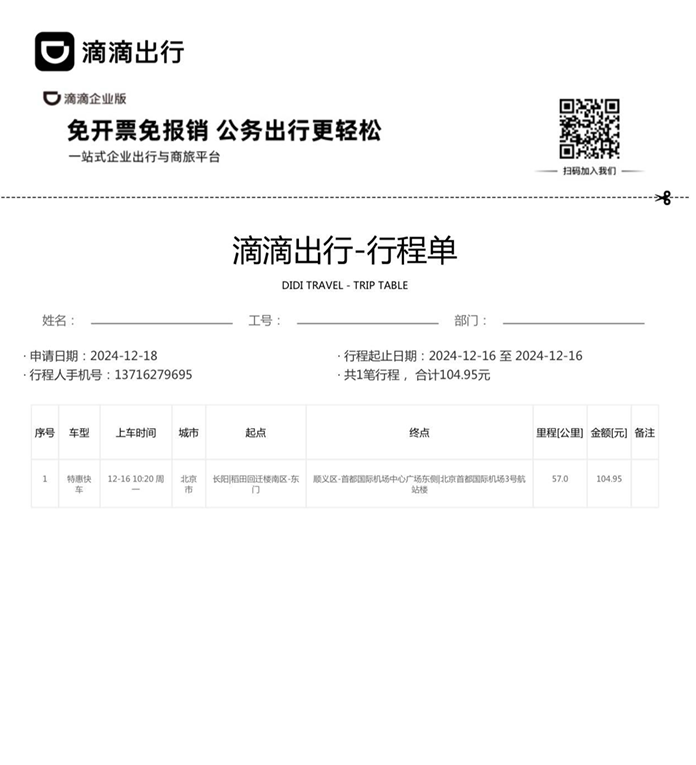 滴滴出行
滴滴企业版
免开票免报销 公务出行更轻松
一站式企业出行与商旅平台
扫码加入我们
滴滴出行-行程单
DIDI TRAVEL - TRIP TABLE
姓名： 工号： 部门：
· 申请日期：2024-12-18 · 行程起止日期：2024-12-16 至 2024-12-16
· 行程人手机号：13716279695 · 共1笔行程， 合计104.95元
序号 车型 上车时间 城市 起点 终点 里程[公里] 金额[元] 备注
1 特惠快 12-16 10:20 周 北京 长阳|稻田回迁楼南区-东 顺义区-首都国际机场中心广场东侧|北京首都国际机场3号航 57.0 104.95
车 一 市 门 站楼